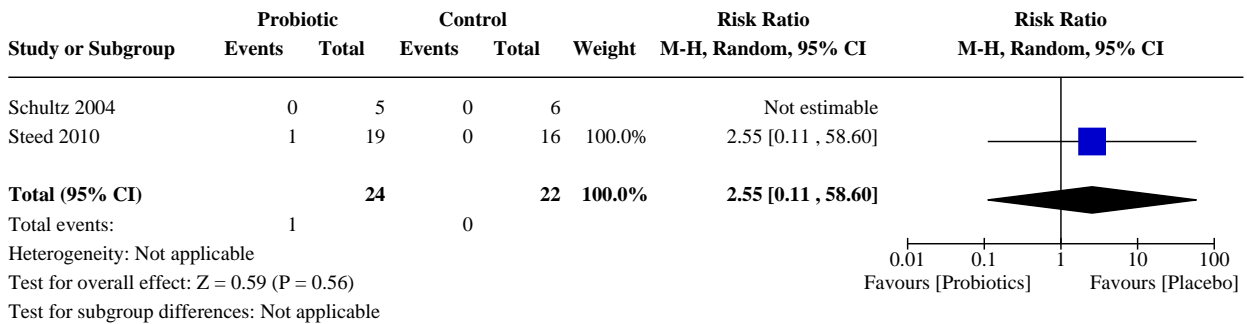 Probiotic Control Risk Ratio Risk Ratio
Study or Subgroup Events Total Events Total Weight M-H, Random, 95% CI M-H, Random, 95% CI
Schultz 2004 0 5 0 6 Not estimable
Steed 2010 1 19 0 16 100.0% 2.55 [0.11 , 58.60]
Total (95% CI) 24 22 100.0% 2.55 [0.11 , 58.60]
Total events: 1 0
Heterogeneity: Not applicable
0.01 0.1 1 10 100
Test for overall effect: Z = 0.59 (P = 0.56)
Favours [Probiotics] Favours [Placebo]
Test for subgroup differences: Not applicable